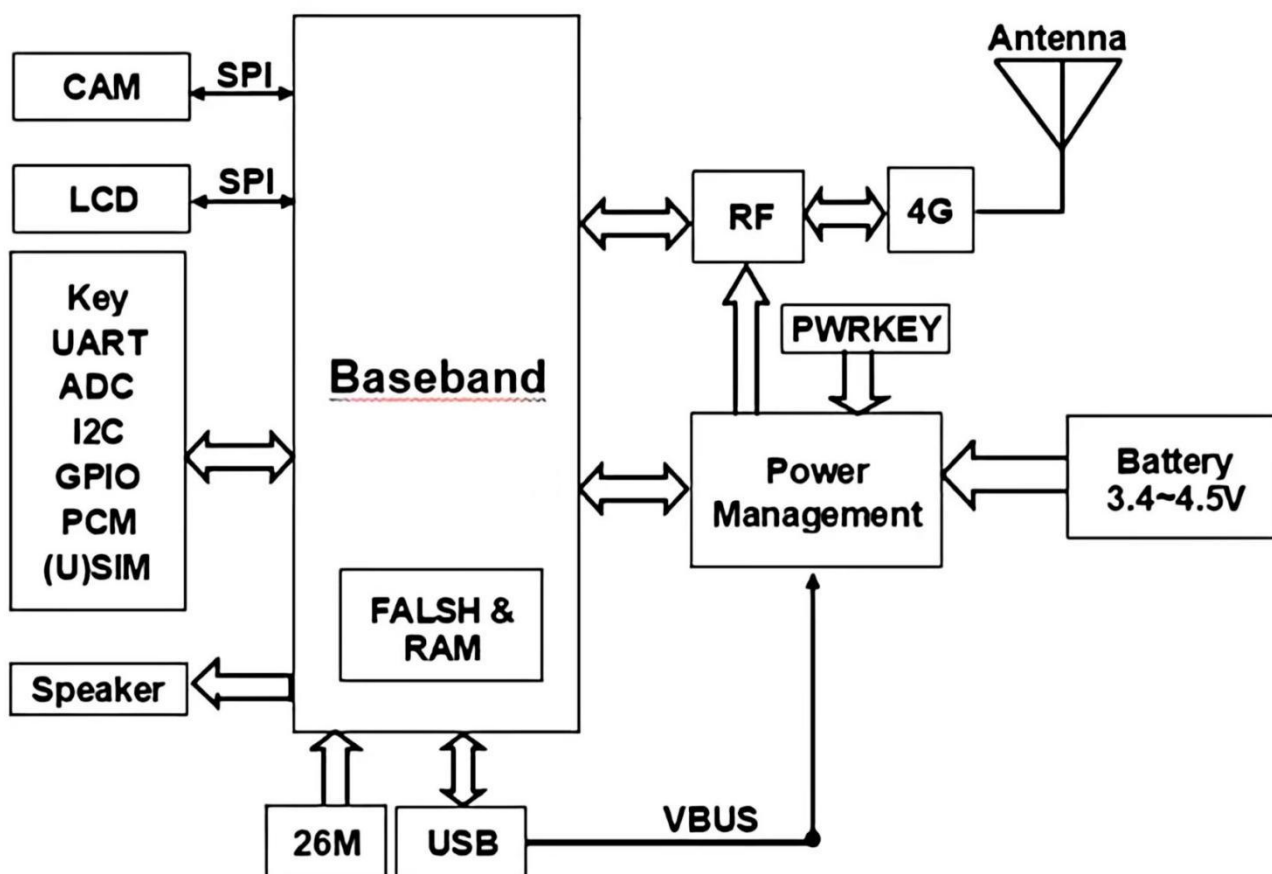 CAM
SPI
LCD
SPI
Key
UART
ADC
I2C
GPIO
PCM
(U)SIM
Speaker
Baseband
FALSH &
RAM
26M
USB
VBUS
RF
4G
Antenna
PWRKEY
Power
Management
Battery
3.4~4.5V